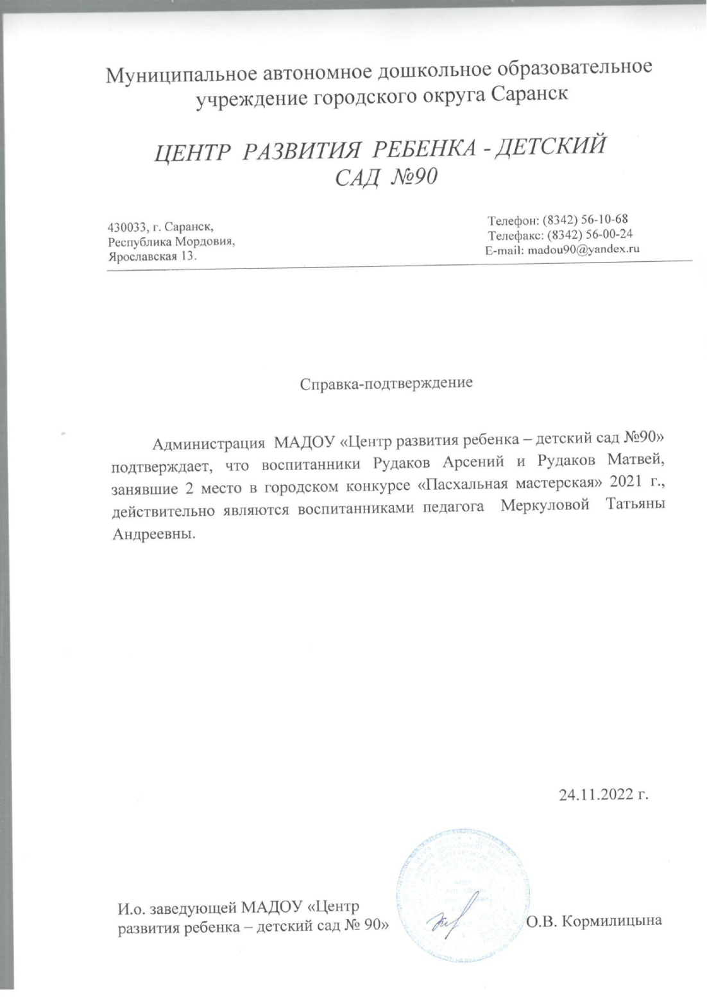 Муниципальное автономное дошкольное образовательное
учреждение городского округа Саранск
ЦЕНТР РАЗВИТИЯ РЕБЕНКА - ДЕТСКИЙ
САД №90
430033, г. Саранск,
Республика Мордовия,
Ярославская 13.
Телефон: (8342) 56-10-68
Телефакс: (8342) 56-00-24
E-mail: madou90@yandex.ru
Справка-подтверждение
Администрация МАДОУ «Центр развития ребенка – детский сад №90»
подтверждает, что воспитанники Рудаков Арсений и Рудаков Матвей,
занявшие 2 место в городском конкурсе «Пасхальная мастерская» 2021 г.,
действительно являются воспитанниками педагога Меркуловой Татьяны
Андреевны.
24.11.2022 г.
И.о. заведующей МАДОУ «Центр
развития ребенка – детский сад № 90»
О.В. Кормилицына